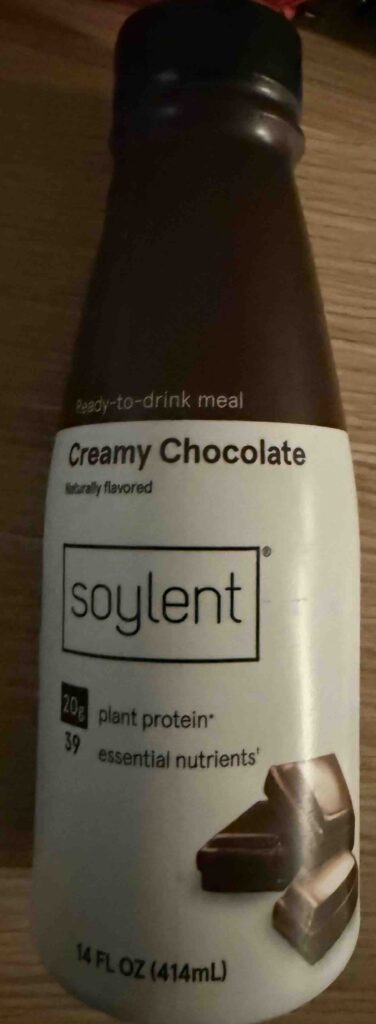 Ready-to-drink meal
Creamy Chocolate
Naturally flavored
soylent®
20g plant protein*
39 essential nutrients†
14 FL OZ (414mL)